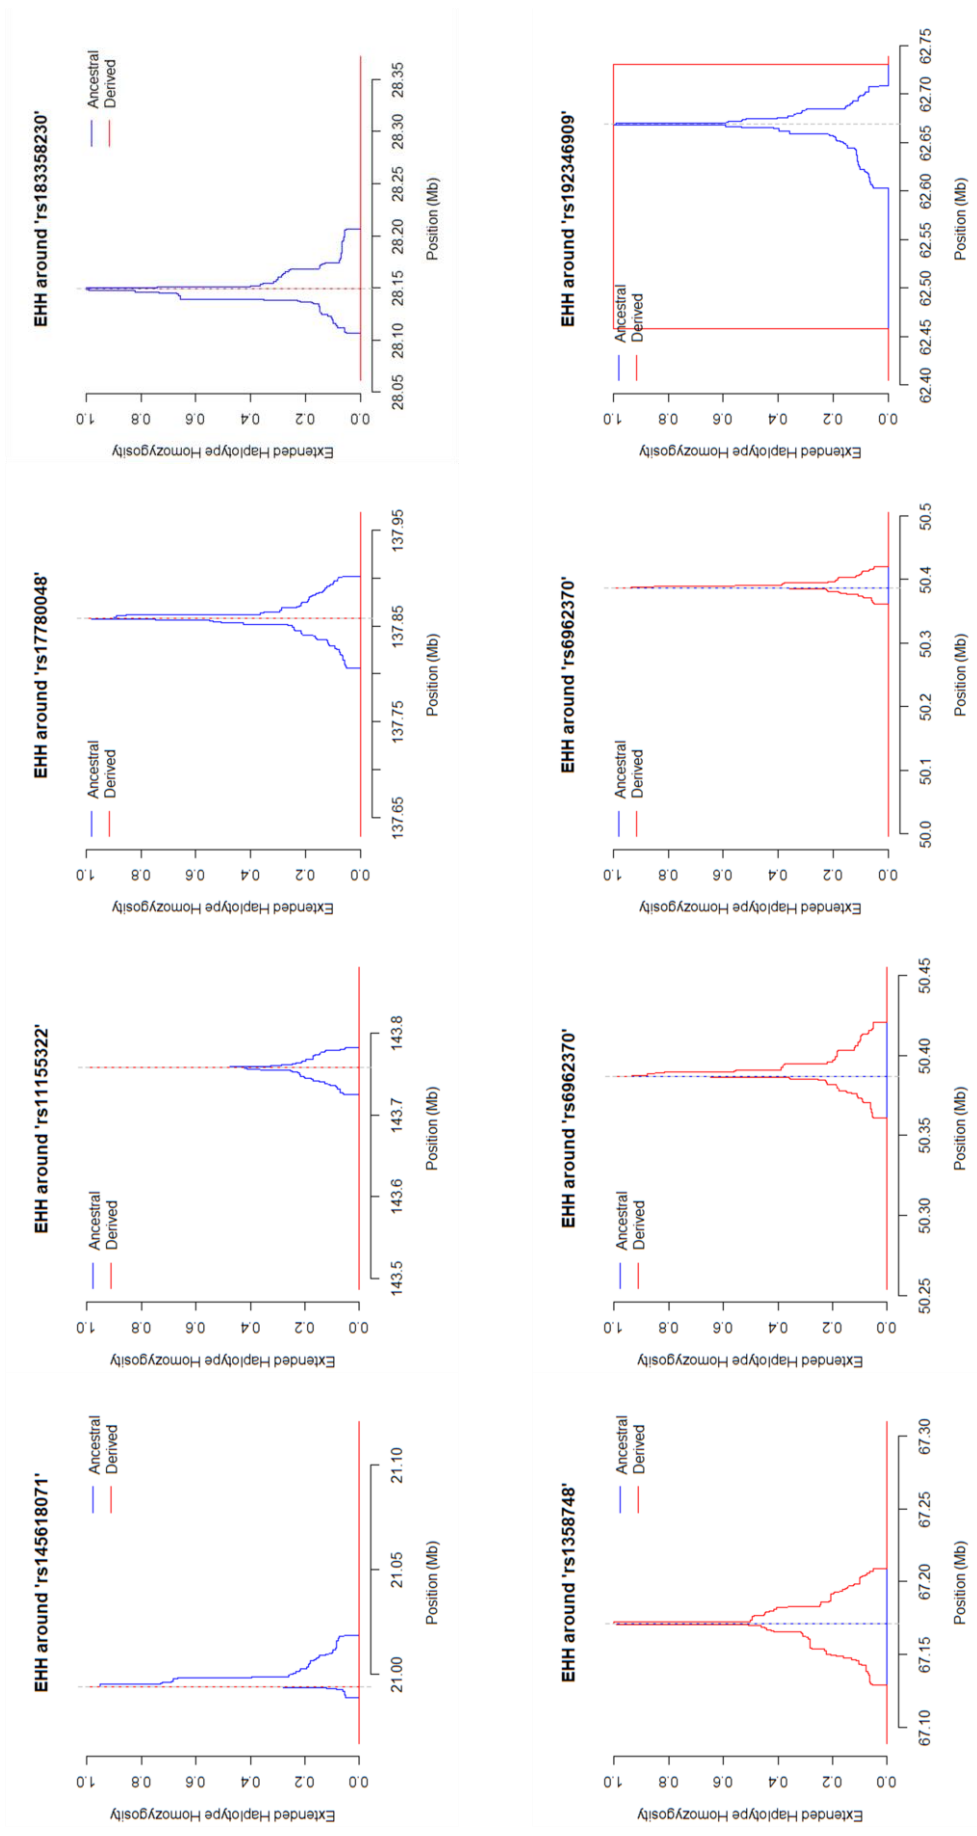 EHH around 'rs145618071'
Ancestral
Derived
Extended Haplotype Homozygosity
1.0
0.8
0.6
0.4
0.2
0.0
21.00 21.05 21.10
Position (Mb)
EHH around 'rs11155322'
Ancestral
Derived
Extended Haplotype Homozygosity
1.0
0.8
0.6
0.4
0.2
0.0
143.5 143.6 143.7 143.8
Position (Mb)
EHH around 'rs17780048'
Ancestral
Derived
Extended Haplotype Homozygosity
1.0
0.8
0.6
0.4
0.2
0.0
137.65 137.75 137.85 137.95
Position (Mb)
EHH around 'rs183358230'
Ancestral
Derived
Extended Haplotype Homozygosity
1.0
0.8
0.6
0.4
0.2
0.0
28.05 28.10 28.15 28.20 28.25 28.30 28.35
Position (Mb)
EHH around 'rs1358748'
Ancestral
Derived
Extended Haplotype Homozygosity
1.0
0.8
0.6
0.4
0.2
0.0
67.10 67.15 67.20 67.25 67.30
Position (Mb)
EHH around 'rs6962370'
Ancestral
Derived
Extended Haplotype Homozygosity
1.0
0.8
0.6
0.4
0.2
0.0
50.25 50.30 50.35 50.40 50.45
Position (Mb)
EHH around 'rs6962370'
Ancestral
Derived
Extended Haplotype Homozygosity
1.0
0.8
0.6
0.4
0.2
0.0
50.0 50.1 50.2 50.3 50.4 50.5
Position (Mb)
EHH around 'rs192346909'
Ancestral
Derived
Extended Haplotype Homozygosity
1.0
0.8
0.6
0.4
0.2
0.0
62.40 62.45 62.50 62.55 62.60 62.65 62.70 62.75
Position (Mb)